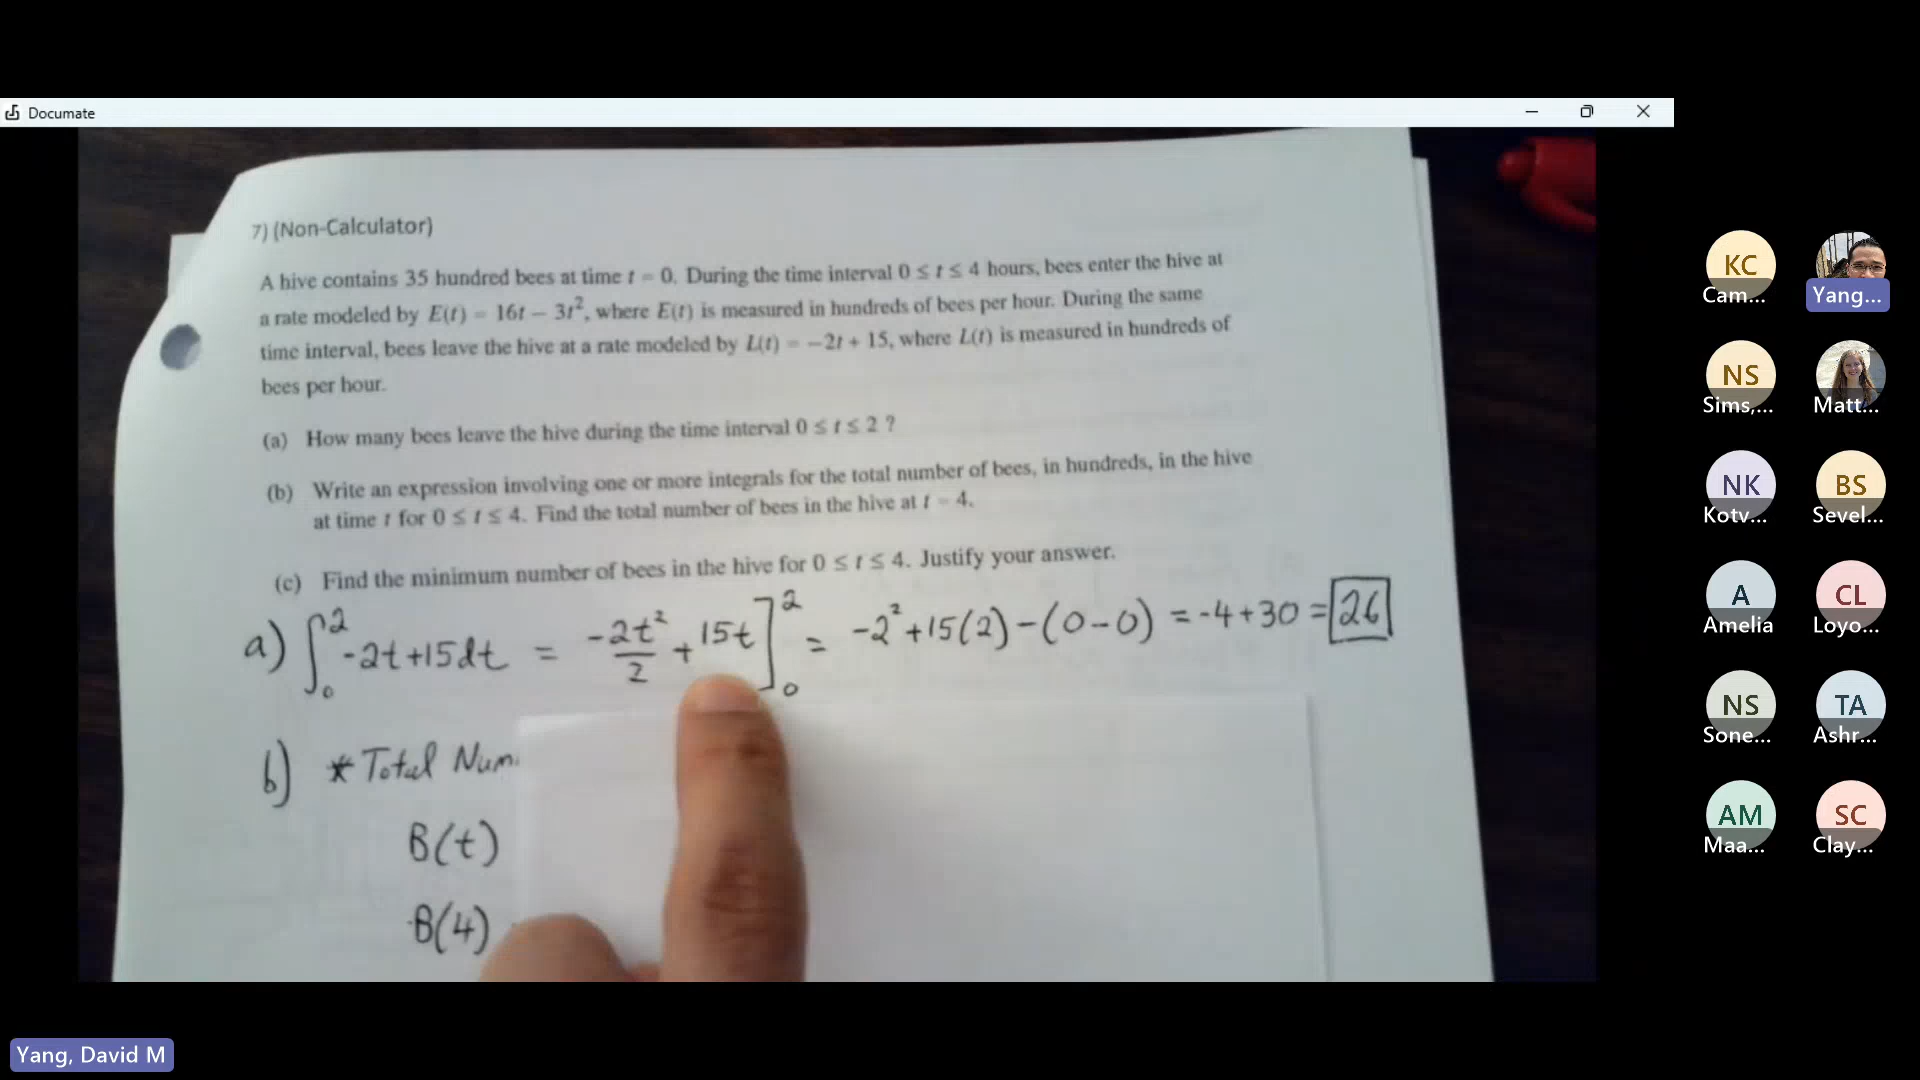 Documate
7) (Non-Calculator)
A hive contains 35 hundred bees at time t = 0. During the time interval 0 ≤ t ≤ 4 hours, bees enter the hive at
a rate modeled by E(t) = 16t − 3t², where E(t) is measured in hundreds of bees per hour. During the same
time interval, bees leave the hive at a rate modeled by L(t) = −2t + 15, where L(t) is measured in hundreds of
bees per hour.
(a) How many bees leave the hive during the time interval 0 ≤ t ≤ 2 ?
(b) Write an expression involving one or more integrals for the total number of bees, in hundreds, in the hive
at time t for 0 ≤ t ≤ 4. Find the total number of bees in the hive at t = 4.
(c) Find the minimum number of bees in the hive for 0 ≤ t ≤ 4. Justify your answer.
a) ∫₀² -2t+15dt = -2t²/2 + 15t]₀² = -2²+15(2)-(0-0) = -4+30 = 26
b) * Total Num
B(t)
B(4)
KC
Cam...
Yang...
NS
Sims,...
Matt...
NK
Kotv...
BS
Sevel...
A
Amelia
CL
Loyo...
NS
Sone...
TA
Ashr...
AM
Maa...
SC
Clay...
Yang, David M